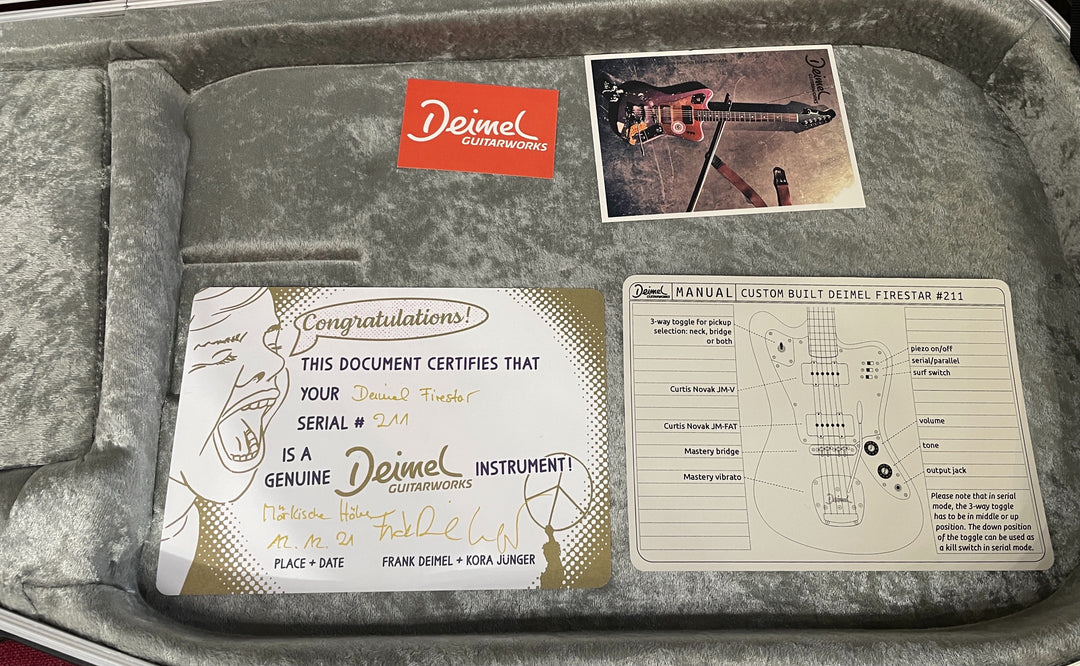 Deimel
GUITARWORKS
Deimel
GUITARWORKS
Congratulations!
THIS DOCUMENT CERTIFIES THAT
YOUR Deimel Firestar
SERIAL # 211
IS A
GENUINE Deimel INSTRUMENT!
GUITARWORKS
Märkische Höhe
12. 12. 21
PLACE + DATE FRANK DEIMEL + KORA JÜNGER
Deimel GUITARWORKS MANUAL CUSTOM BUILT DEIMEL FIRESTAR #211
3-way toggle for pickup
selection: neck, bridge
or both
Curtis Novak JM-V
Curtis Novak JM-FAT
Mastery bridge
Mastery vibrato
piezo on/off
serial/parallel
surf switch
volume
tone
output jack
Deimel
Please note that in serial
mode, the 3-way toggle
has to be in middle or up
position. The down position
of the toggle can be used as
a kill switch in serial mode.